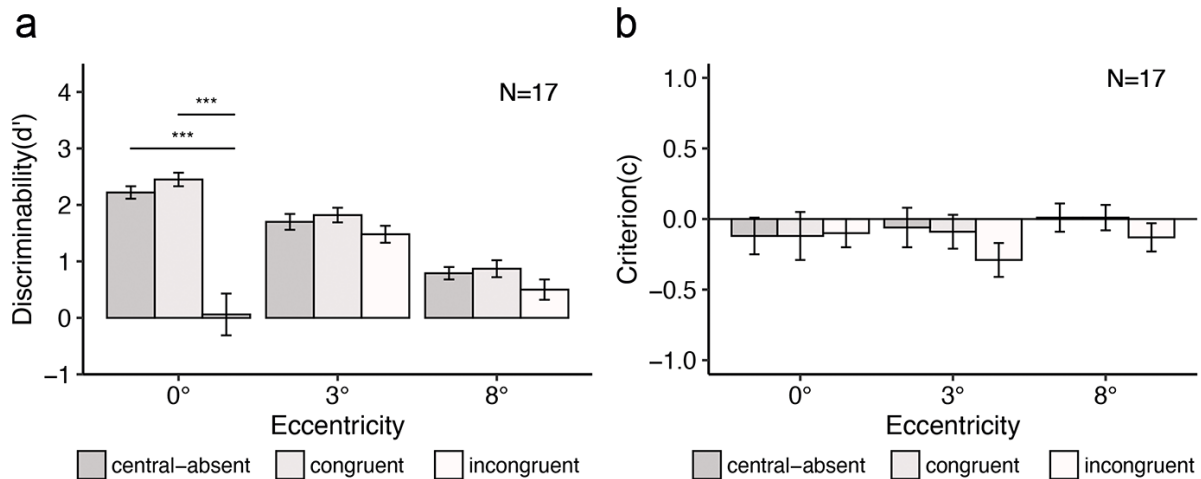 a
N=17
4
3
2
1
0
−1
***
***
Discriminability(d')
0° 3° 8°
Eccentricity
central−absent congruent incongruent
b
N=17
1.0
0.5
0.0
−0.5
−1.0
Criterion(c)
0° 3° 8°
Eccentricity
central−absent congruent incongruent